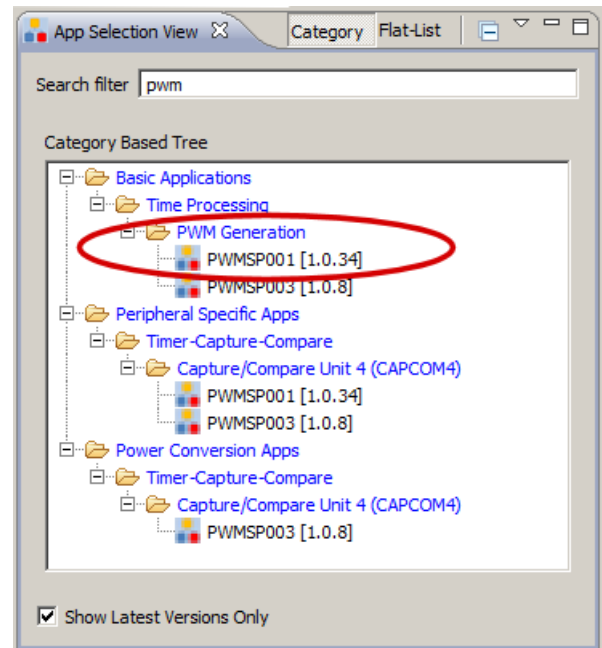 App Selection View Category Flat-List
Search filter pwm
Category Based Tree
Basic Applications
Time Processing
PWM Generation
PWMSP001 [1.0.34]
PWMSP003 [1.0.8]
Peripheral Specific Apps
Timer-Capture-Compare
Capture/Compare Unit 4 (CAPCOM4)
PWMSP001 [1.0.34]
PWMSP003 [1.0.8]
Power Conversion Apps
Timer-Capture-Compare
Capture/Compare Unit 4 (CAPCOM4)
PWMSP003 [1.0.8]
Show Latest Versions Only